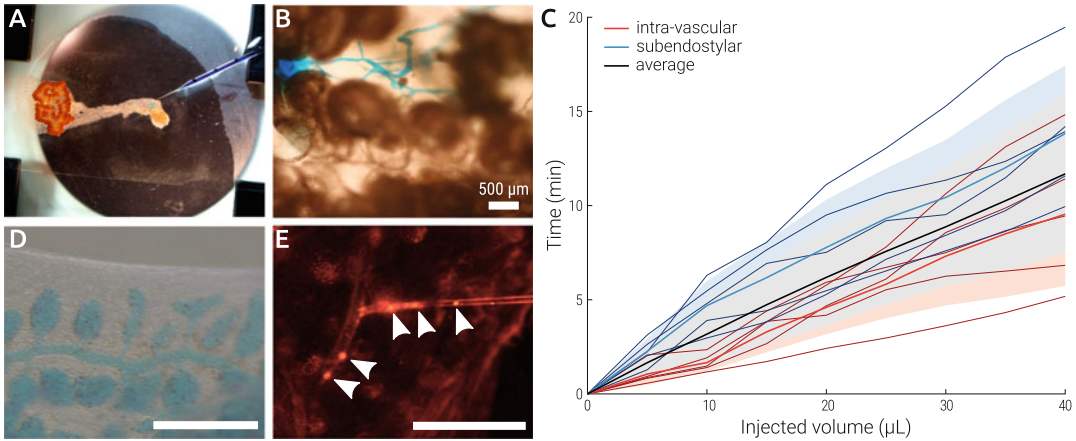 A
B
500 µm
C
20
15
10
5
0
Time (min)
intra-vascular
subendostylar
average
0
10
20
30
40
Injected volume (µL)
D
E